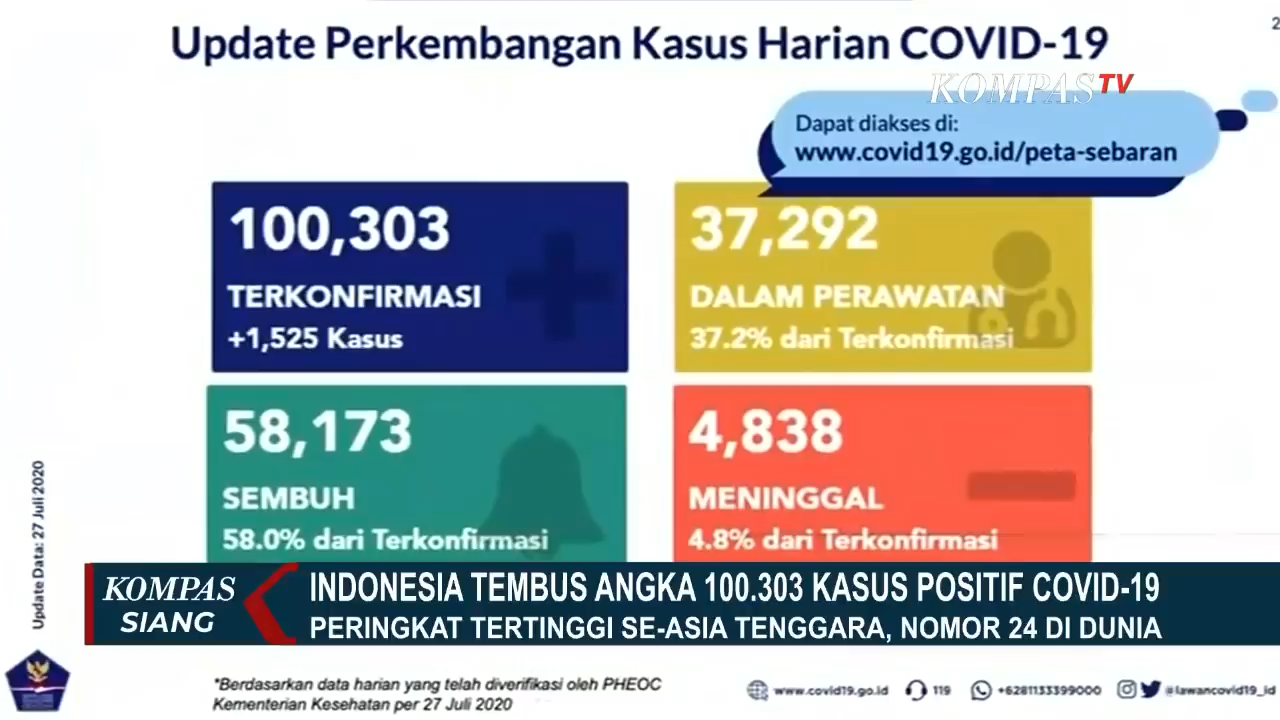 2
Update Perkembangan Kasus Harian COVID-19
KOMPAS TV
Dapat diakses di:
www.covid19.go.id/peta-sebaran
100,303
TERKONFIRMASI
+1,525 Kasus
37,292
DALAM PERAWATAN
37.2% dari Terkonfirmasi
58,173
SEMBUH
58.0% dari Terkonfirmasi
4,838
MENINGGAL
4.8% dari Terkonfirmasi
Update Data: 27 Juli 2020
KOMPAS
SIANG
INDONESIA TEMBUS ANGKA 100.303 KASUS POSITIF COVID-19
PERINGKAT TERTINGGI SE-ASIA TENGGARA, NOMOR 24 DI DUNIA
*Berdasarkan data harian yang telah diverifikasi oleh PHEOC
Kementerian Kesehatan per 27 Juli 2020
www.covid19.go.id 119 +6281133399000 @lawancovid19_id